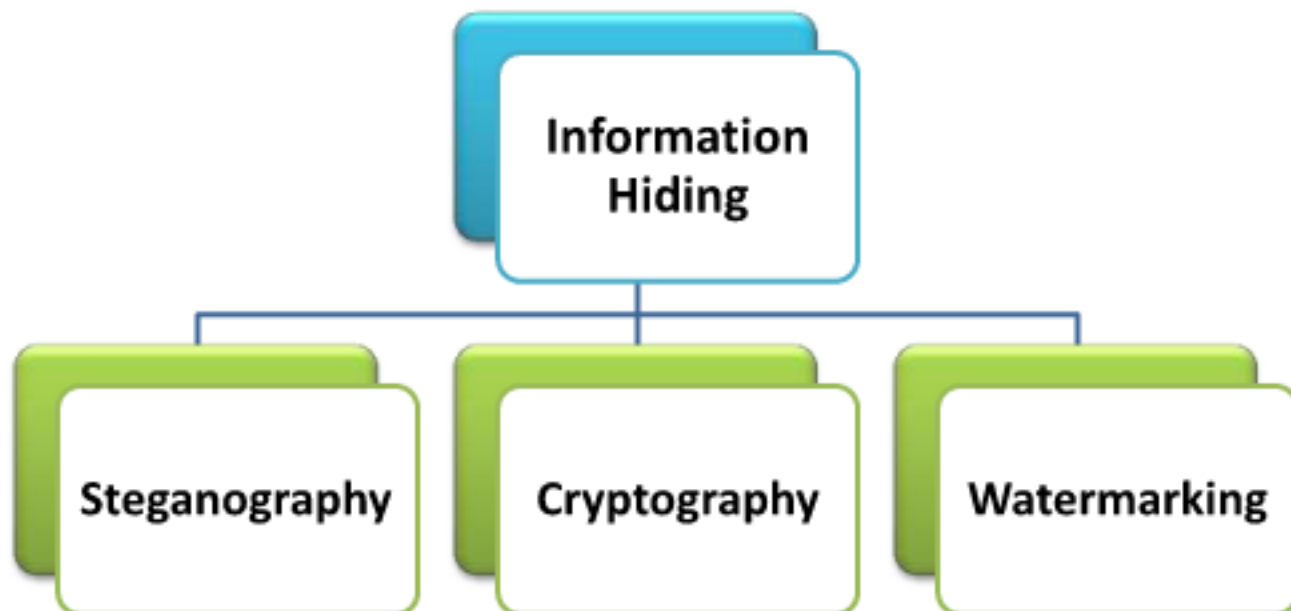 Information
Hiding
Steganography
Cryptography
Watermarking